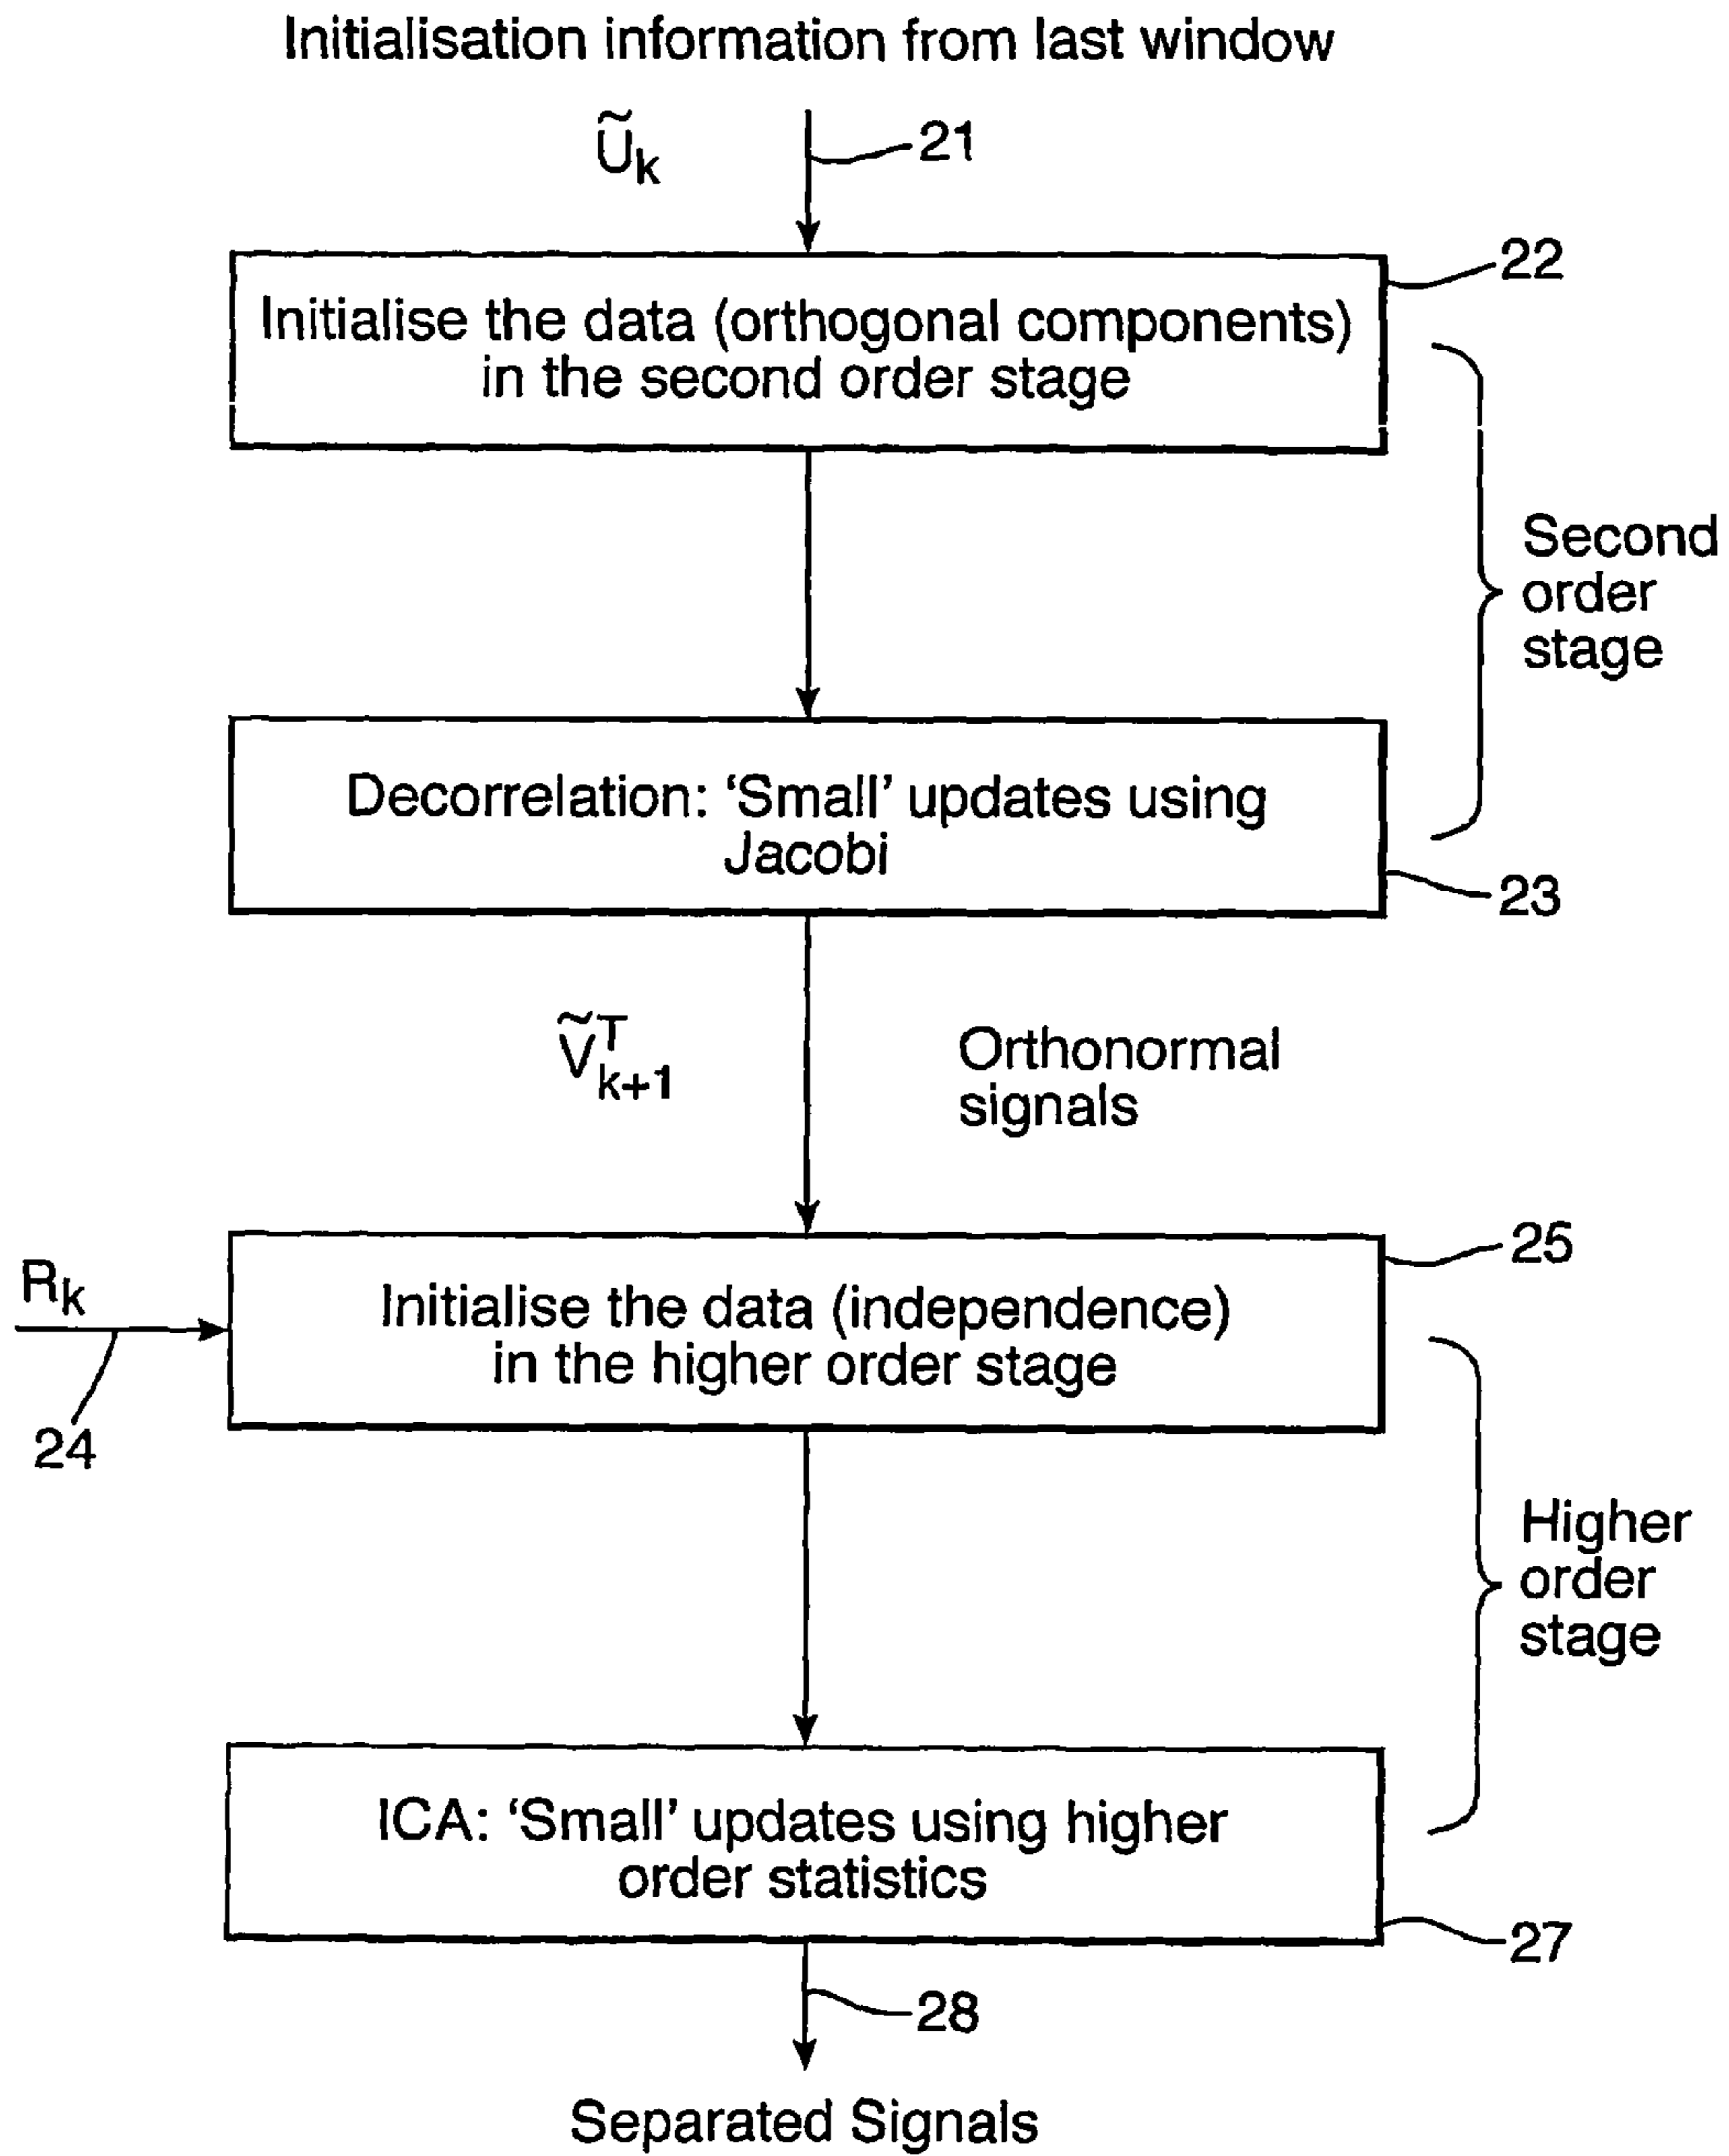 Initialisation information from last window
Ũk
21
22
Initialise the data (orthogonal components)
in the second order stage
Second
order
stage
Decorrelation: ‘Small’ updates using
Jacobi
23
Ṽᵀk+1
Orthonormal
signals
25
Rk
Initialise the data (independence)
in the higher order stage
24
Higher
order
stage
ICA: ‘Small’ updates using higher
order statistics
27
28
Separated Signals